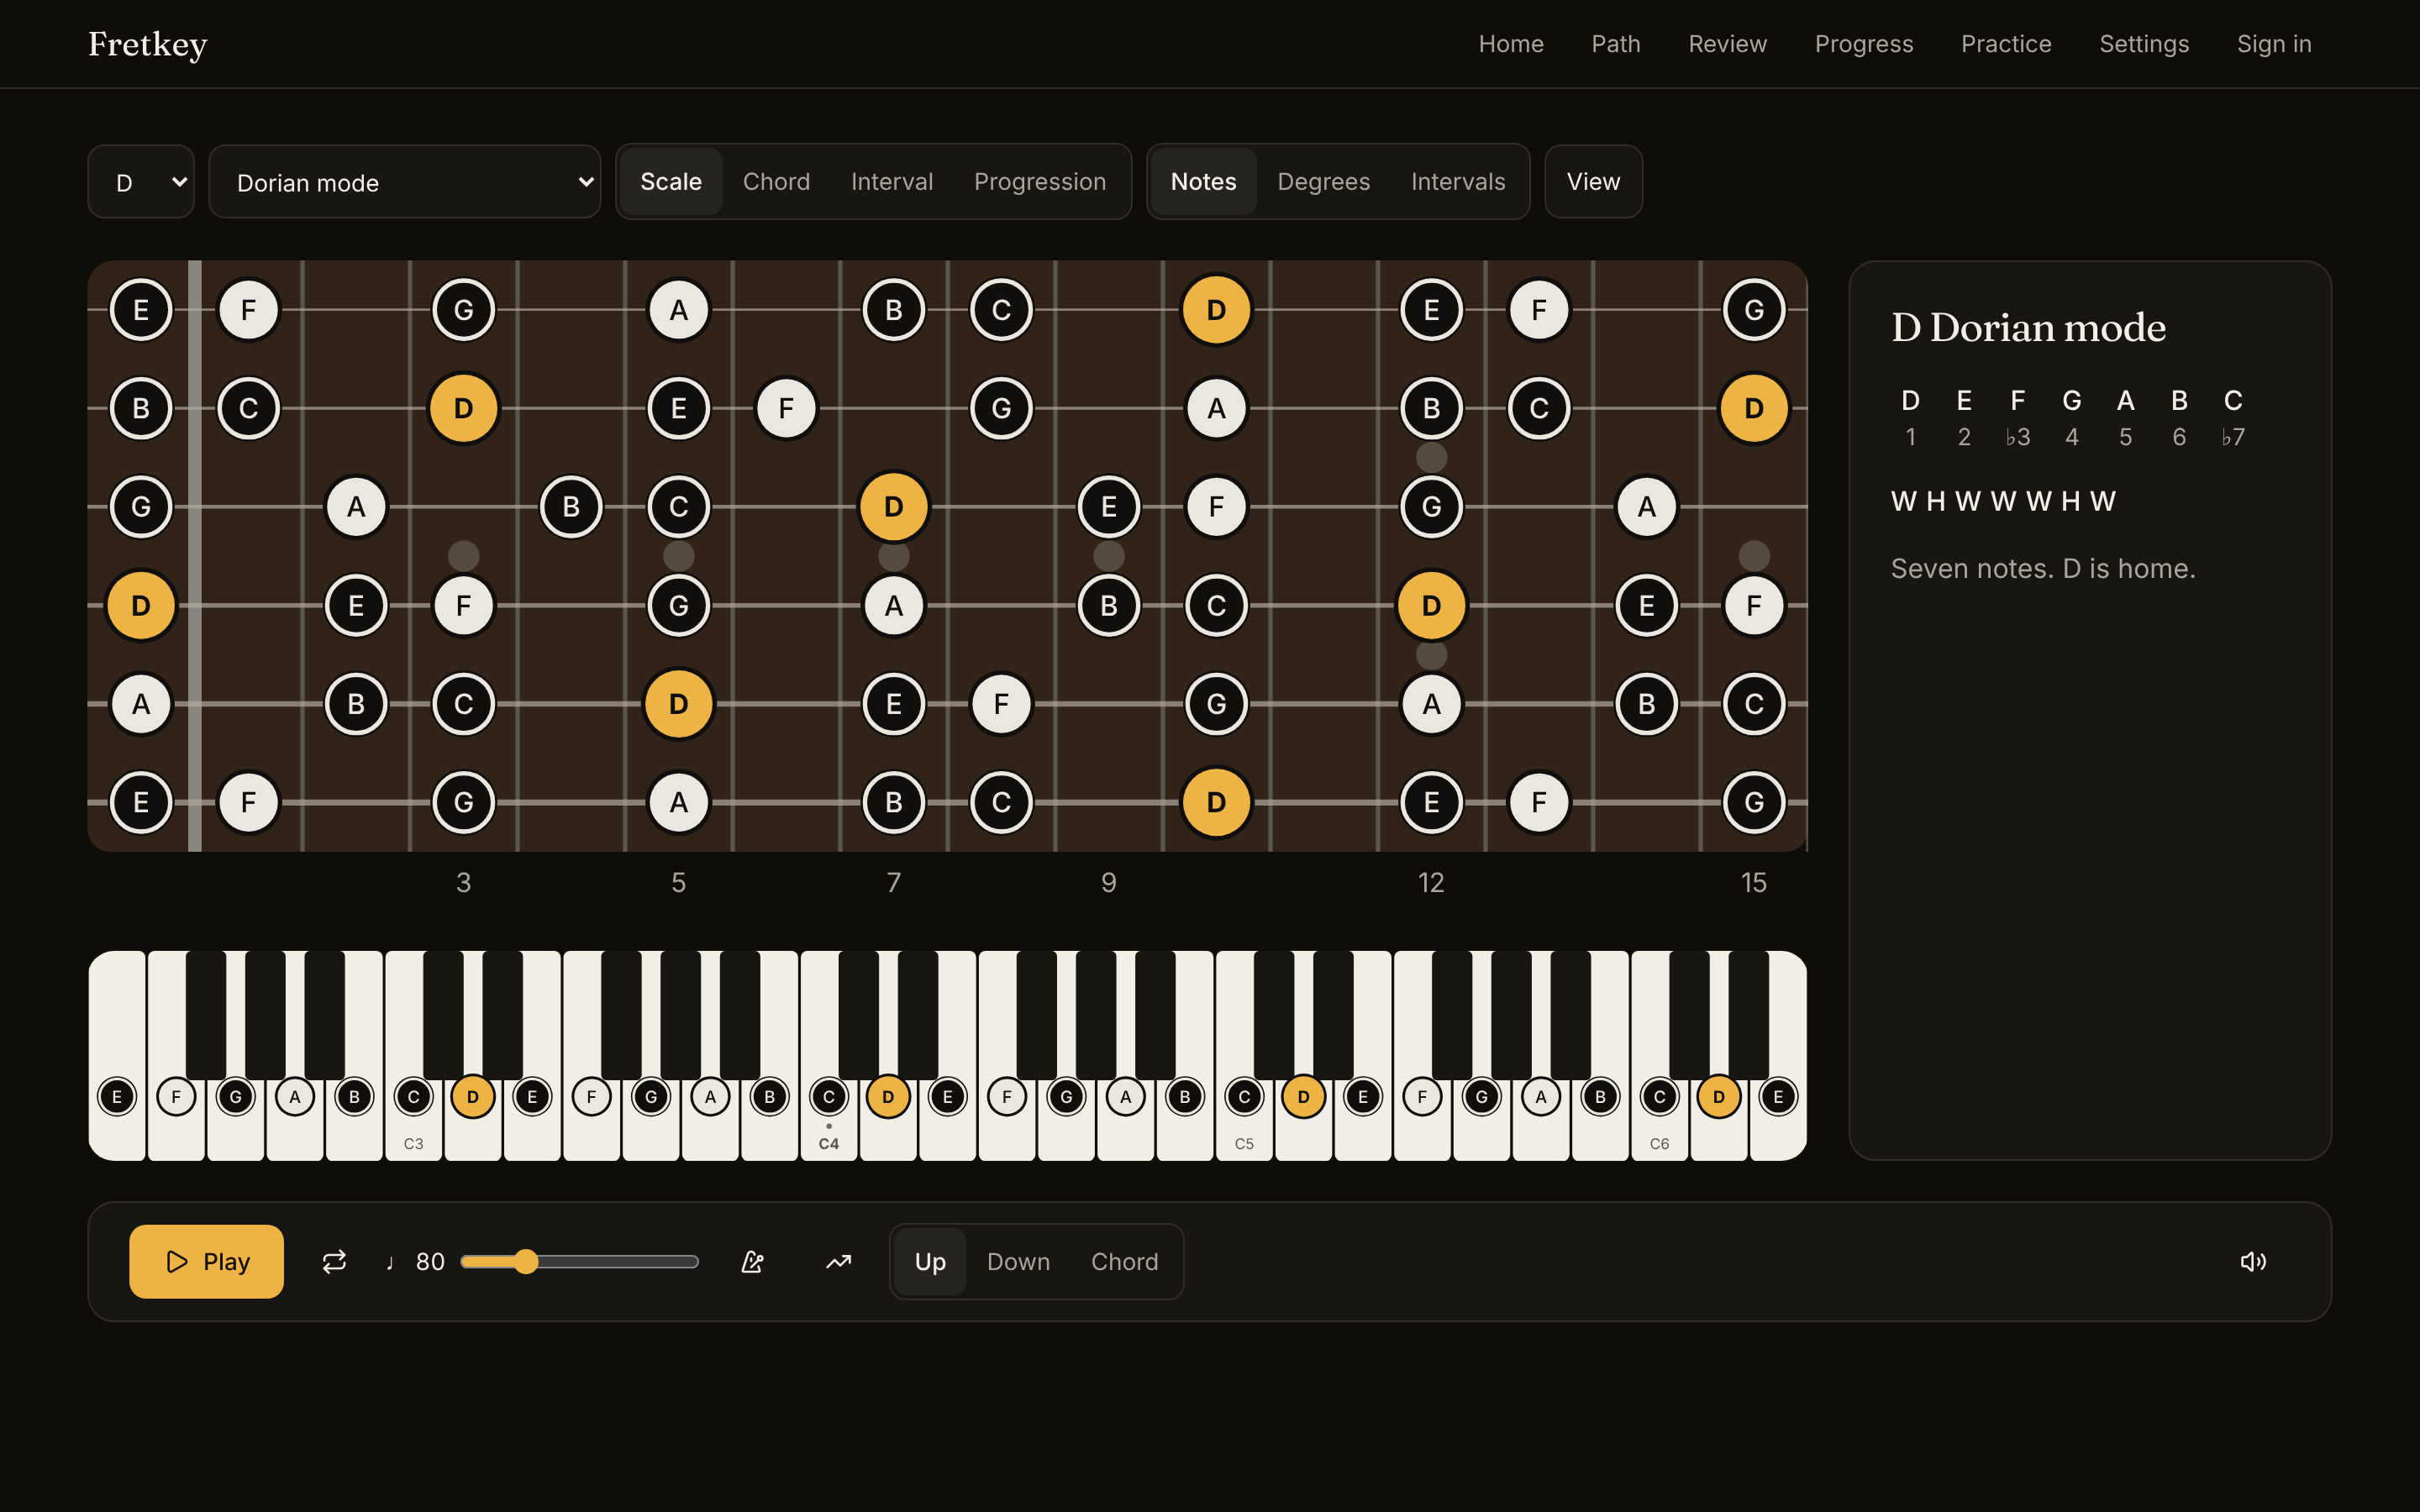 Fretkey Home Path Review Progress Practice Settings Sign in
D Dorian mode Scale Chord Interval Progression Notes Degrees Intervals View
E F G A B C D E F G
B C D E F G A B C D
G A B C D E F G A
D E F G A B C D E F
A B C D E F G A B C
E F G A B C D E F G
3 5 7 9 12 15
D Dorian mode
D E F G A B C
1 2 ♭3 4 5 6 ♭7
W H W W W H W
Seven notes. D is home.
E F G A B C D E F G A B C D E F G A B C D E F G A B C D E
C3 C4 C5 C6
Play ♩ 80 Up Down Chord